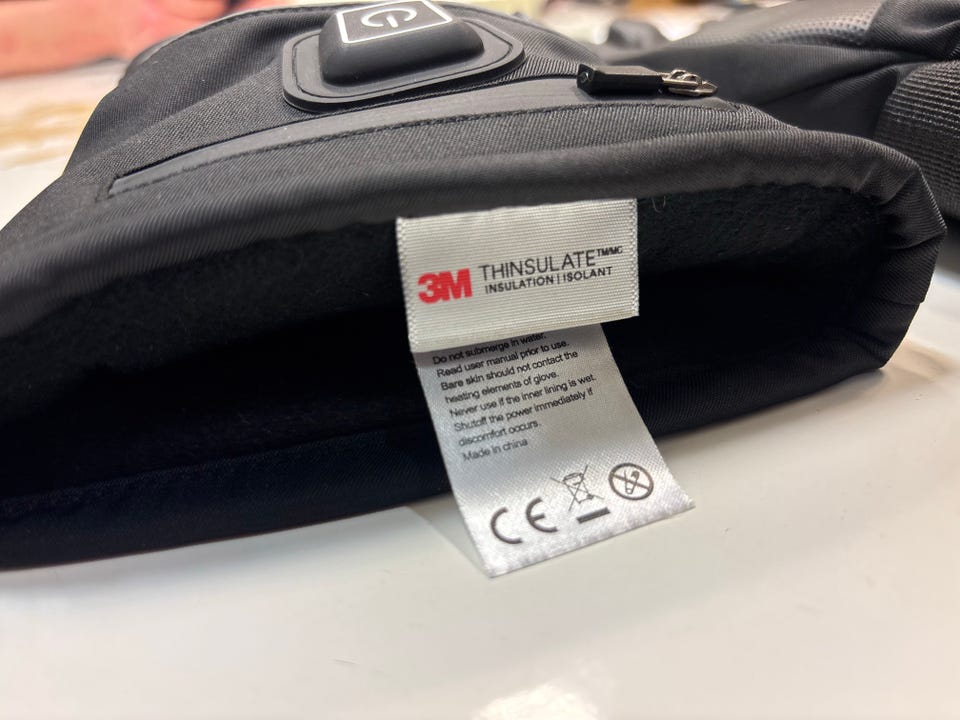 3M THINSULATE™/MC
INSULATION | ISOLANT
Do not submerge in water.
Read user manual prior to use.
Bare skin should not contact the
heating elements of glove.
Never use if the inner lining is wet.
Shutoff the power immediately if
discomfort occurs.
Made in china
CE